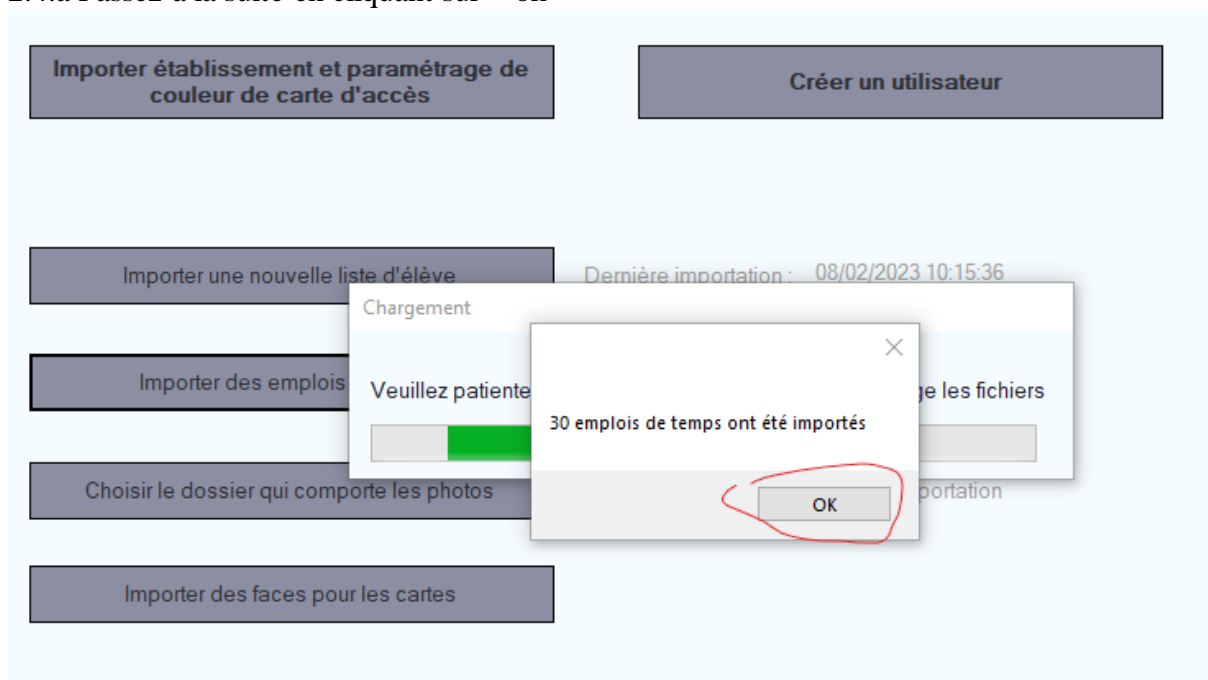 Importer établissement et paramétrage de
couleur de carte d'accès
Créer un utilisateur
Importer une nouvelle liste d'élève
Dernière importation : 08/02/2023 10:15:36
Chargement
Importer des emplois
Veuillez patiente
les fichiers
30 emplois de temps ont été importés
Choisir le dossier qui comporte les photos
OK
Importer des faces pour les cartes